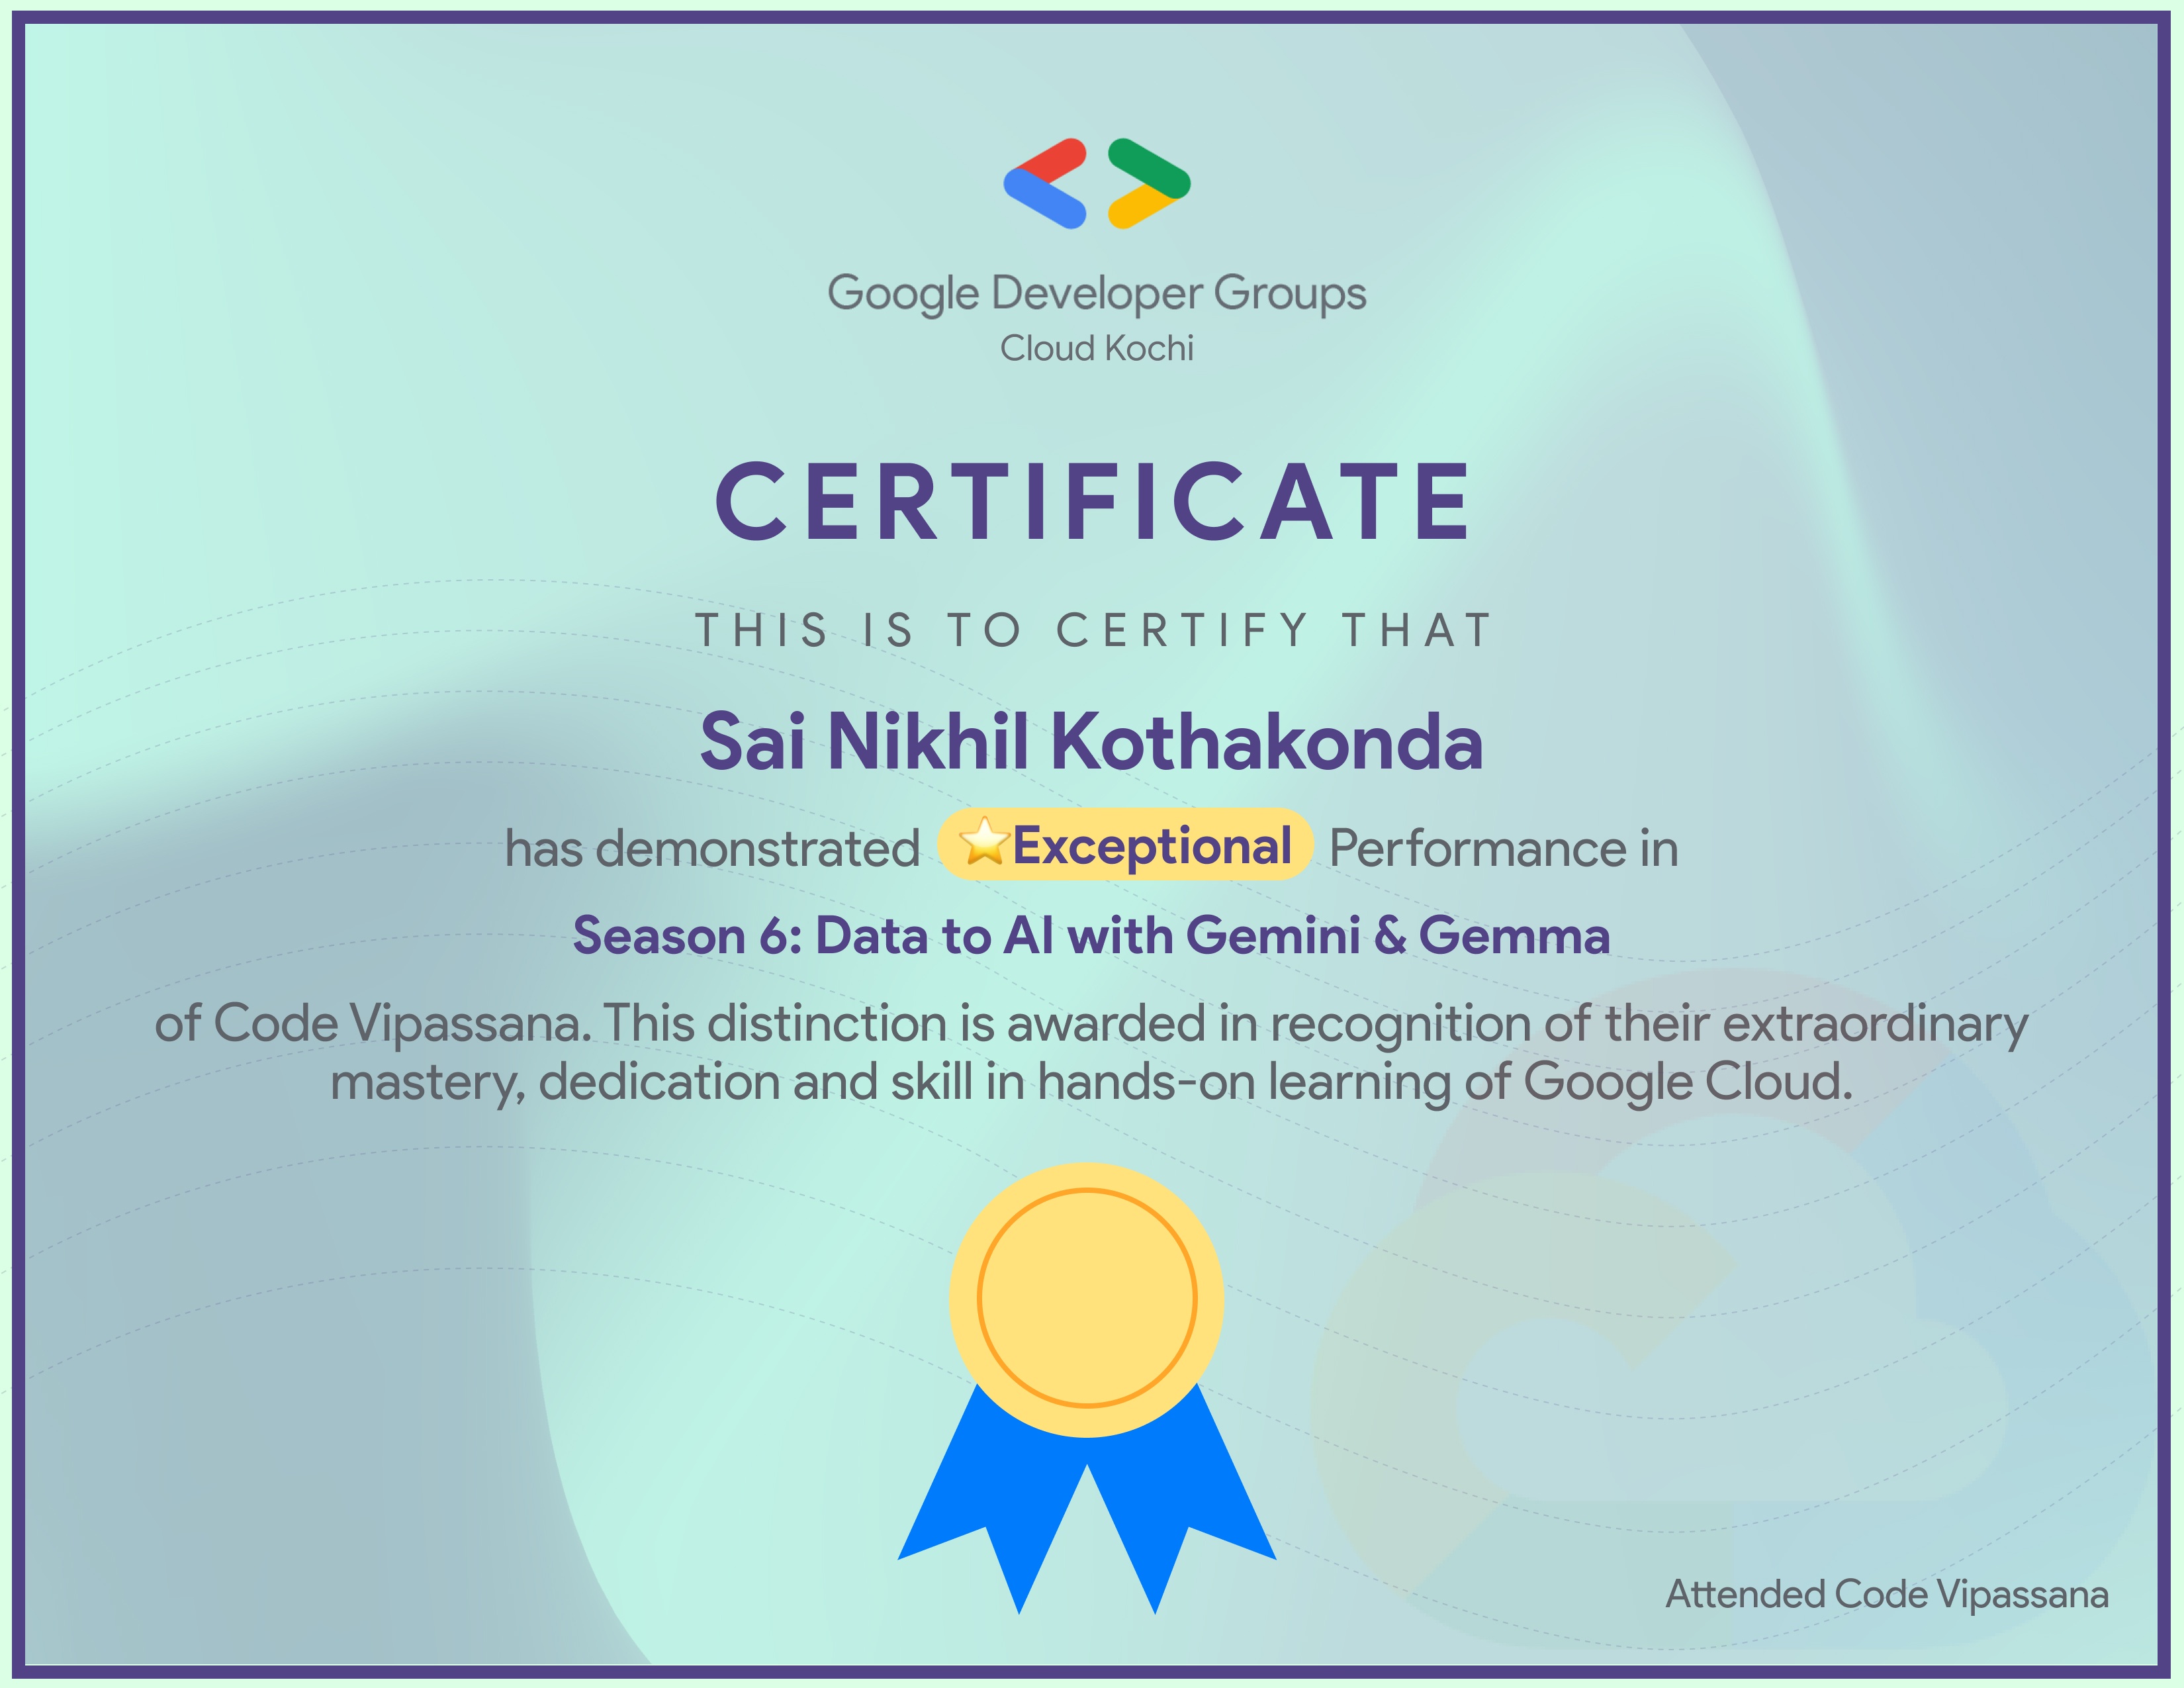 Google Developer Groups
Cloud Kochi
CERTIFICATE
THIS IS TO CERTIFY THAT
Sai Nikhil Kothakonda
has demonstrated ⭐Exceptional Performance in
Season 6: Data to AI with Gemini & Gemma
of Code Vipassana. This distinction is awarded in recognition of their extraordinary
mastery, dedication and skill in hands-on learning of Google Cloud.
Attended Code Vipassana